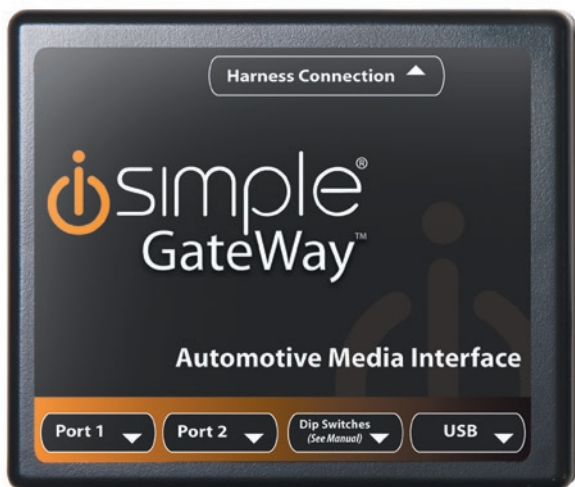 Harness Connection
isimple®
GateWay™
Automotive Media Interface
Port 1
Port 2
Dip Switches
(See Manual)
USB